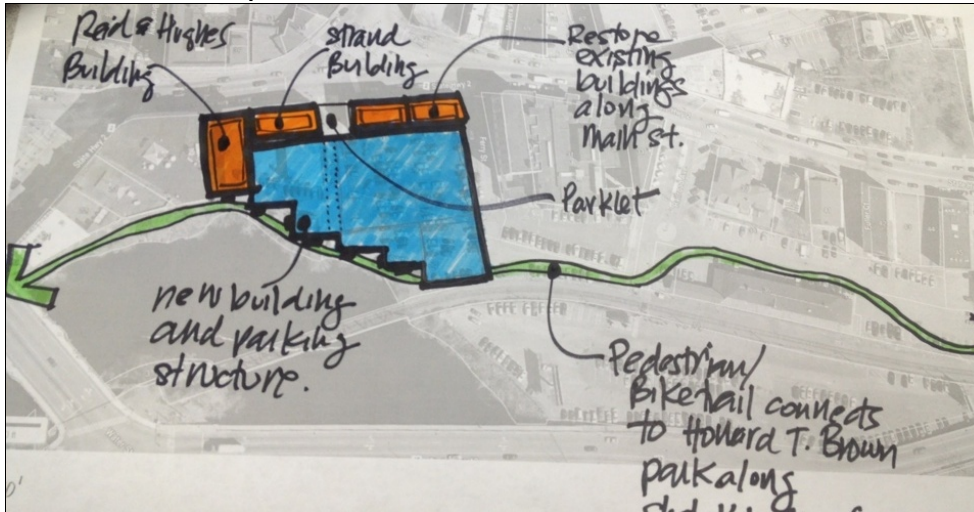 Reid & Hughes
Building
Strand
Building
Restore
existing
buildings
along
main st.
Parklet
new building
and parking
structure.
Pedestrian/
Bike trail connects
to Howard T. Brown
park along